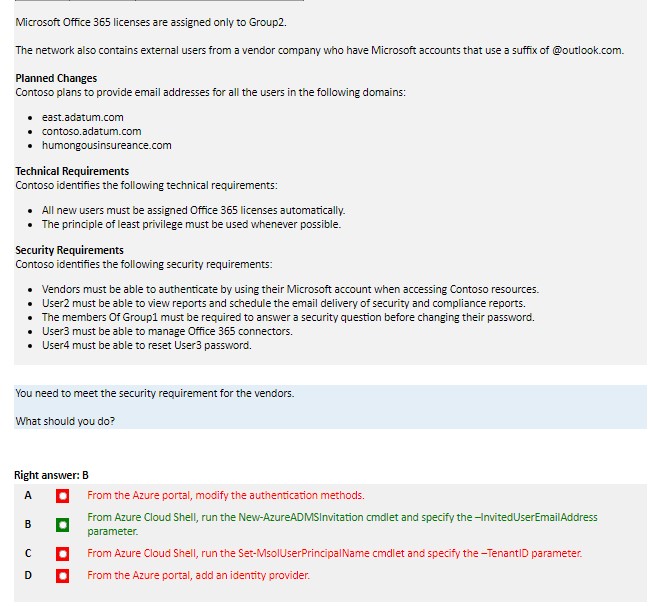 Microsoft Office 365 licenses are assigned only to Group2.
The network also contains external users from a vendor company who have Microsoft accounts that use a suffix of @outlook.com.
Planned Changes
Contoso plans to provide email addresses for all the users in the following domains:
• east.adatum.com
• contoso.adatum.com
• humongousinsureance.com
Technical Requirements
Contoso identifies the following technical requirements:
• All new users must be assigned Office 365 licenses automatically.
• The principle of least privilege must be used whenever possible.
Security Requirements
Contoso identifies the following security requirements:
• Vendors must be able to authenticate by using their Microsoft account when accessing Contoso resources.
• User2 must be able to view reports and schedule the email delivery of security and compliance reports.
• The members Of Group1 must be required to answer a security question before changing their password.
• User3 must be able to manage Office 365 connectors.
• User4 must be able to reset User3 password.
You need to meet the security requirement for the vendors.
What should you do?
Right answer: B
A From the Azure portal, modify the authentication methods.
B From Azure Cloud Shell, run the New-AzureADMSInvitation cmdlet and specify the –InvitedUserEmailAddress
parameter.
C From Azure Cloud Shell, run the Set-MsolUserPrincipalName cmdlet and specify the –TenantID parameter.
D From the Azure portal, add an identity provider.